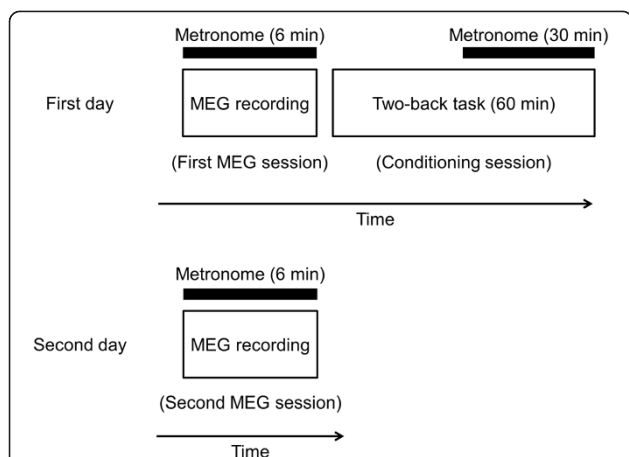 Metronome (6 min)
Metronome (30 min)
First day
MEG recording
Two-back task (60 min)
(First MEG session)
(Conditioning session)
Time
Metronome (6 min)
Second day
MEG recording
(Second MEG session)
Time